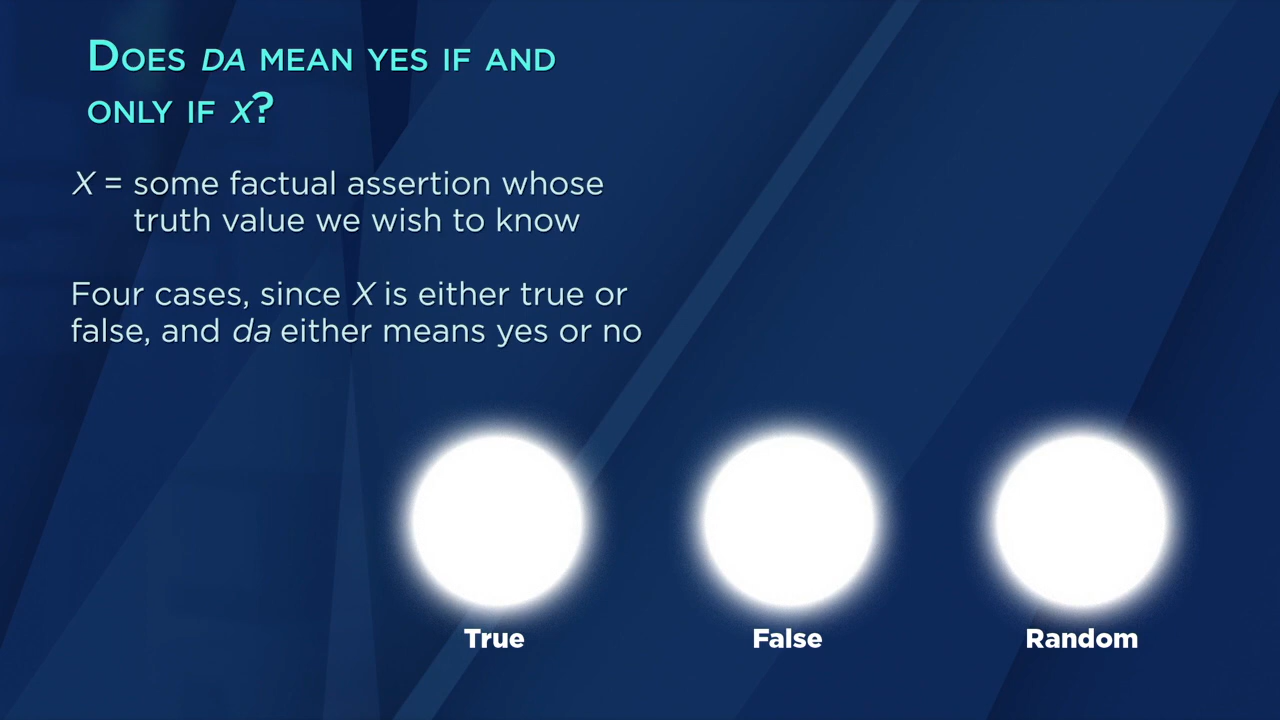 Does da mean yes if and
only if x?
X = some factual assertion whose
truth value we wish to know
Four cases, since X is either true or
false, and da either means yes or no
True False Random